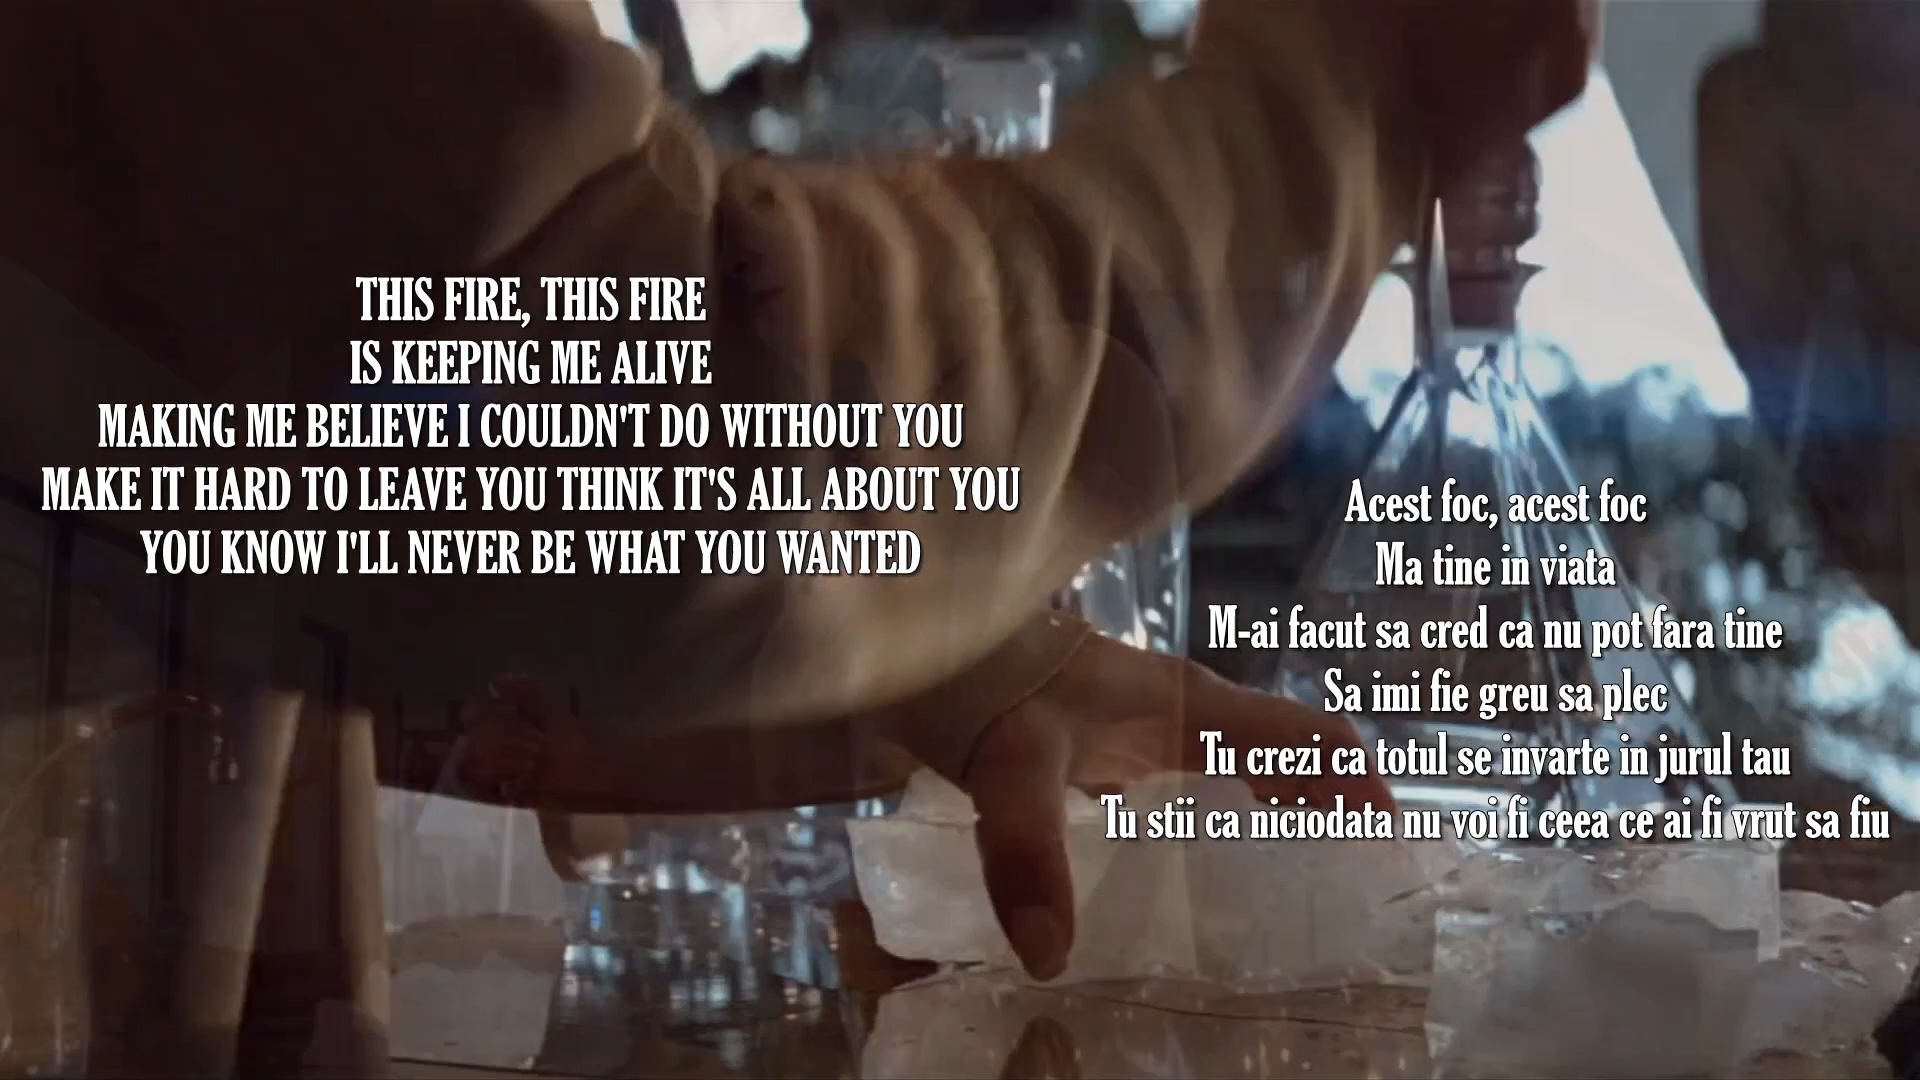 THIS FIRE, THIS FIRE
IS KEEPING ME ALIVE
MAKING ME BELIEVE I COULDN'T DO WITHOUT YOU
MAKE IT HARD TO LEAVE YOU THINK IT'S ALL ABOUT YOU
YOU KNOW I'LL NEVER BE WHAT YOU WANTED
Acest foc, acest foc
Ma tine in viata
M-ai facut sa cred ca nu pot fara tine
Sa imi fie greu sa plec
Tu crezi ca totul se invarte in jurul tau
Tu stii ca niciodata nu voi fi ceea ce ai fi vrut sa fiu